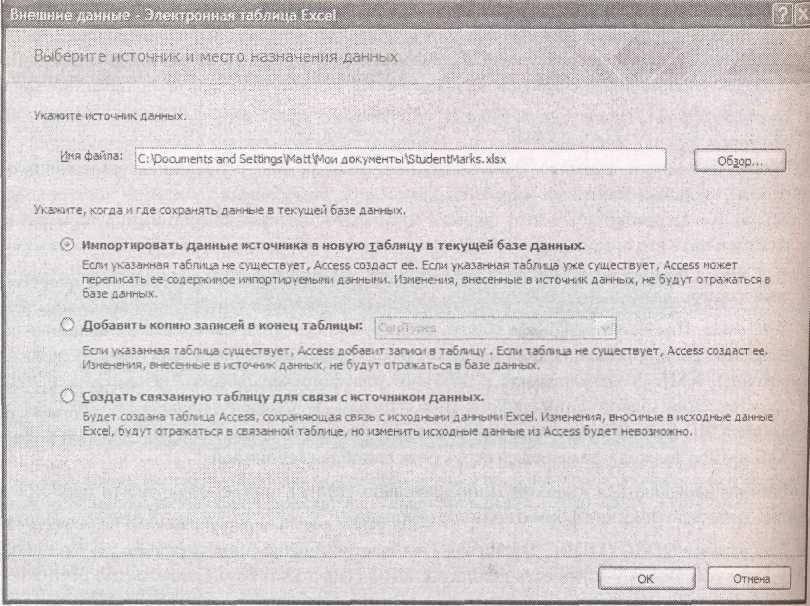 Внешние данные - Электронная таблица Excel
Выберите источник и место назначения данных
Укажите источник данных.
Имя файла: C:\Documents and Settings\Matt\Мои документы\StudentMarks.xlsx Обзор...
Укажите, когда и где сохранять данные в текущей базе данных.
Импортировать данные источника в новую таблицу в текущей базе данных.
Если указанная таблица не существует, Access создаст ее. Если указанная таблица уже существует, Access может
переписать ее содержимое импортируемыми данными. Изменения, внесенные в источник данных, не будут отражаться в
базе данных.
Добавить копию записей в конец таблицы: CarpTypes
Если указанная таблица существует, Access добавит записи в таблицу . Если таблица не существует, Access создаст ее.
Изменения, внесенные в источник данных, не будут отражаться в базе данных.
Создать связанную таблицу для связи с источником данных.
Будет создана таблица Access, сохраняющая связь с исходными данными Excel. Изменения, вносимые в исходные данные
Excel, будут отражаться в связанной таблице, но изменить исходные данные из Access будет невозможно.
ОК Отмена